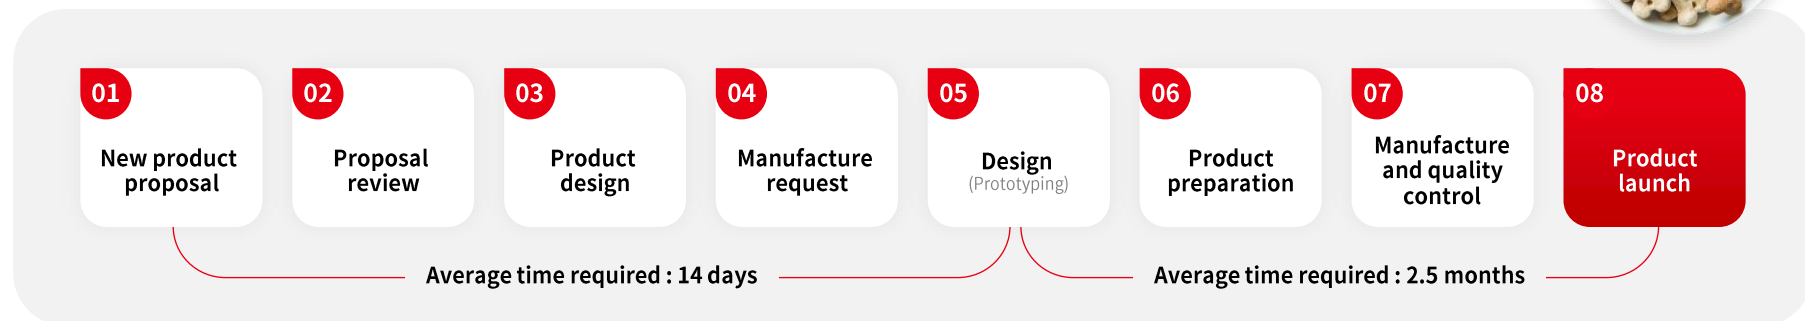 01
New product
proposal
02
Proposal
review
03
Product
design
04
Manufacture
request
05
Design
(Prototyping)
06
Product
preparation
07
Manufacture
and quality
control
08
Product
launch
Average time required : 14 days
Average time required : 2.5 months